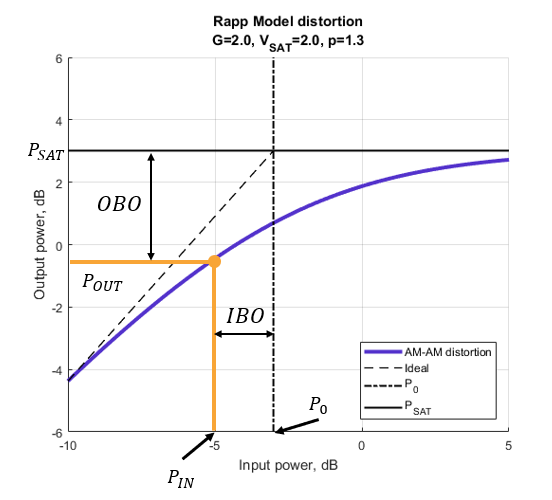 Rapp Model distortion
G=2.0, V_SAT=2.0, p=1.3
6
4
2
0
-2
-4
-6
-10
-5
0
5
Output power, dB
Input power, dB
P_SAT
OBO
P_OUT
IBO
P_0
P_IN
AM-AM distortion
Ideal
P_0
P_SAT